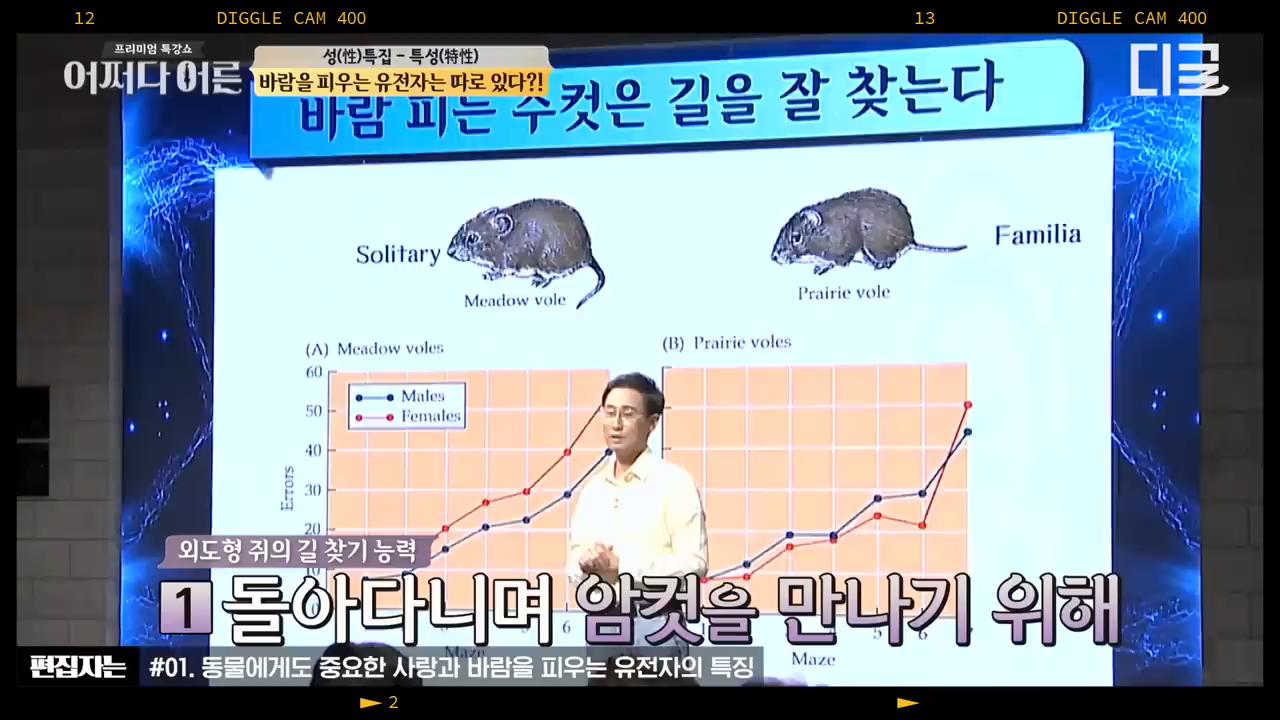 12 DIGGLE CAM 400 13 DIGGLE CAM 400
프리미엄 특강쇼
어쩌다 어른
성(性)특집 - 특성(特性)
바람을 피우는 유전자는 따로 있다?!
디글
바람 피는 수컷은 길을 잘 찾는다
Solitary
Meadow vole
Familia
Prairie vole
(A) Meadow voles
(B) Prairie voles
60
50
40
30
20
10
Errors
Males
Females
6
5 6
Maze
Maze
외도형 쥐의 길 찾기 능력
1 돌아다니며 암컷을 만나기 위해
편집자는 #01. 동물에게도 중요한 사랑과 바람을 피우는 유전자의 특징
2